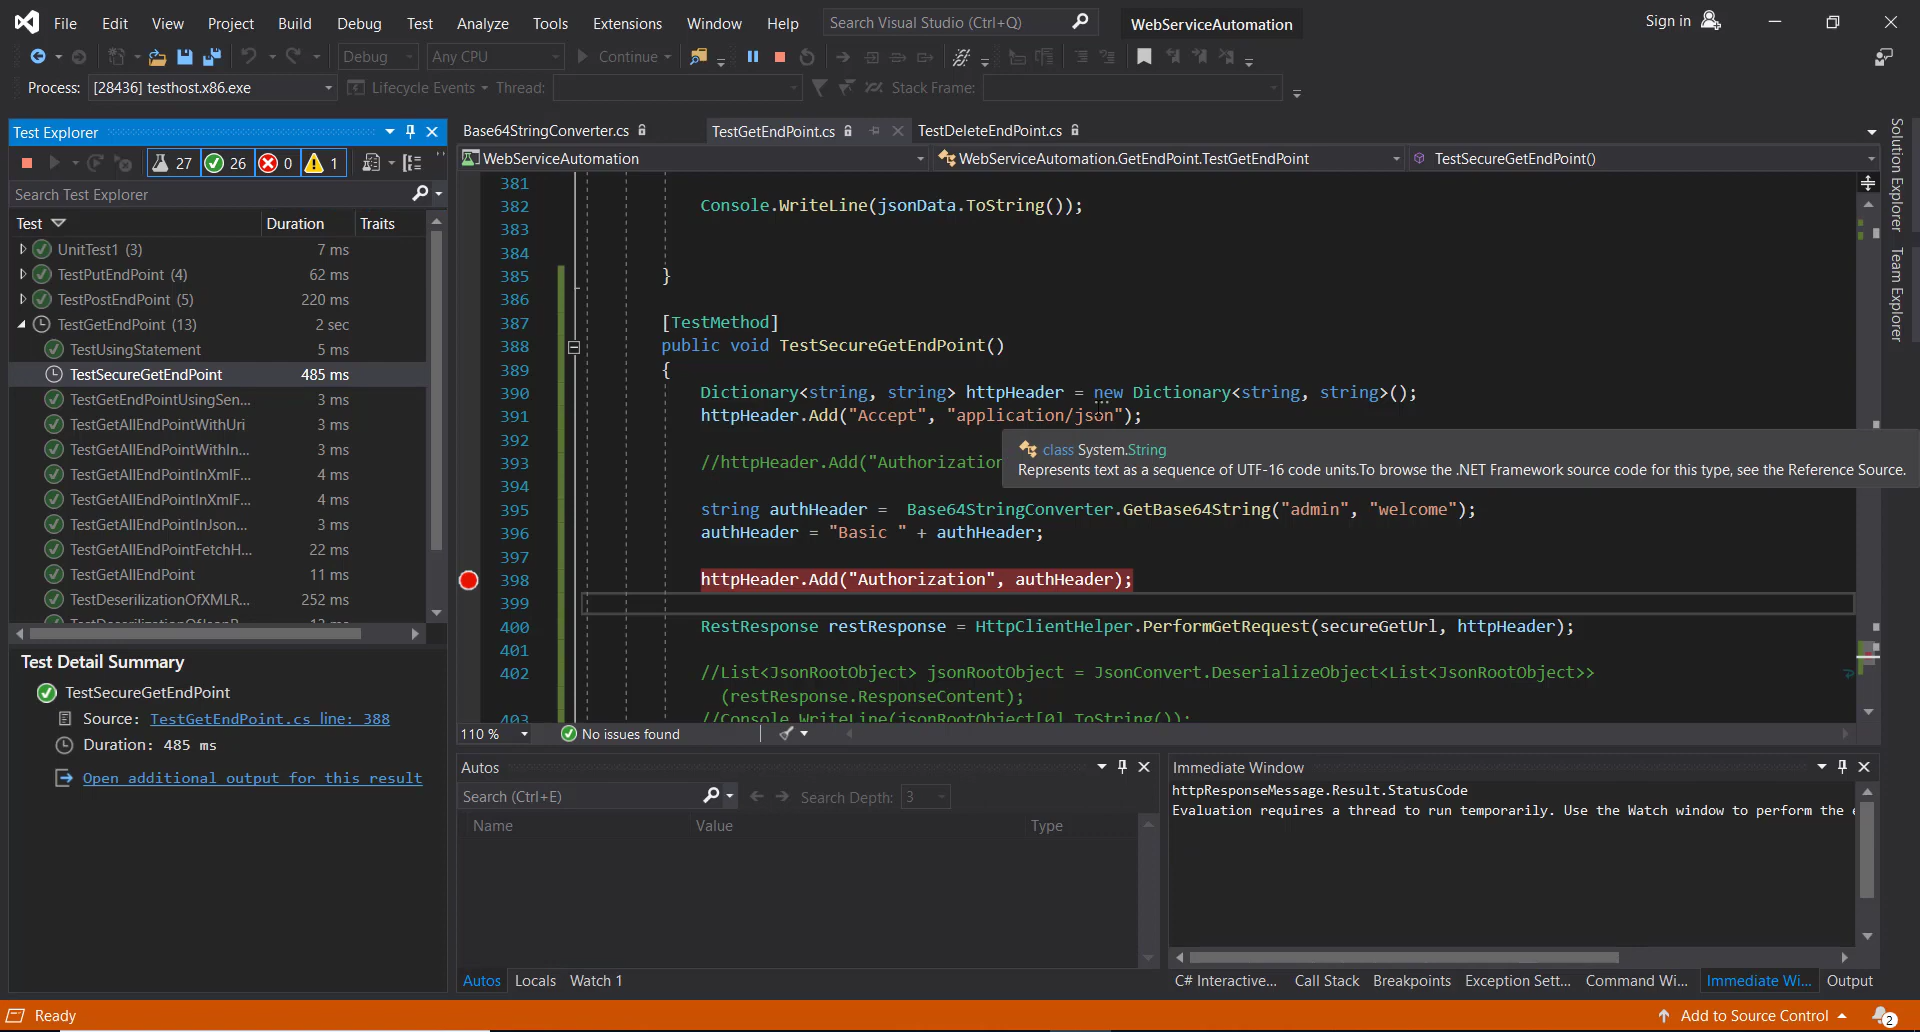 File Edit View Project Build Debug Test Analyze Tools Extensions Window Help Search Visual Studio (Ctrl+Q) WebServiceAutomation Sign in
Debug Any CPU Continue
Process: [28436] testhost.x86.exe Lifecycle Events Thread: Stack Frame:
Test Explorer
27 26 0 1
Search Test Explorer
Test Duration Traits
UnitTest1 (3) 7 ms
TestPutEndPoint (4) 62 ms
TestPostEndPoint (5) 220 ms
TestGetEndPoint (13) 2 sec
TestUsingStatement 5 ms
TestSecureGetEndPoint 485 ms
TestGetEndPointUsingSen... 3 ms
TestGetAllEndPointWithUri 3 ms
TestGetAllEndPointWithIn... 3 ms
TestGetAllEndPointInXmlF... 4 ms
TestGetAllEndPointInXmlF... 4 ms
TestGetAllEndPointInJson... 3 ms
TestGetAllEndPointFetchH... 22 ms
TestGetAllEndPoint 11 ms
TestDeserilizationOfXMLR... 252 ms
Test Detail Summary
TestSecureGetEndPoint
Source: TestGetEndPoint.cs line: 388
Duration: 485 ms
Open additional output for this result
Base64StringConverter.cs TestGetEndPoint.cs TestDeleteEndPoint.cs
WebServiceAutomation WebServiceAutomation.GetEndPoint.TestGetEndPoint TestSecureGetEndPoint()
381
382 Console.WriteLine(jsonData.ToString());
383
384
385 }
386
387 [TestMethod]
388 public void TestSecureGetEndPoint()
389 {
390 Dictionary<string, string> httpHeader = new Dictionary<string, string>();
391 httpHeader.Add("Accept", "application/json");
392
393 //httpHeader.Add("Authorization
class System.String
Represents text as a sequence of UTF-16 code units.To browse the .NET Framework source code for this type, see the Reference Source.
394
395 string authHeader = Base64StringConverter.GetBase64String("admin", "welcome");
396 authHeader = "Basic " + authHeader;
397
398 httpHeader.Add("Authorization", authHeader);
399
400 RestResponse restResponse = HttpClientHelper.PerformGetRequest(secureGetUrl, httpHeader);
401
402 //List<JsonRootObject> jsonRootObject = JsonConvert.DeserializeObject<List<JsonRootObject>>
(restResponse.ResponseContent);
403 //Console.WriteLine(jsonRootObject[0].ToString());
110 % No issues found
Solution Explorer
Team Explorer
Autos
Search (Ctrl+E) Search Depth: 3
Name Value Type
Autos Locals Watch 1
Immediate Window
httpResponseMessage.Result.StatusCode
Evaluation requires a thread to run temporarily. Use the Watch window to perform the
C# Interactive... Call Stack Breakpoints Exception Sett... Command Wi... Immediate Wi... Output
Ready Add to Source Control 2